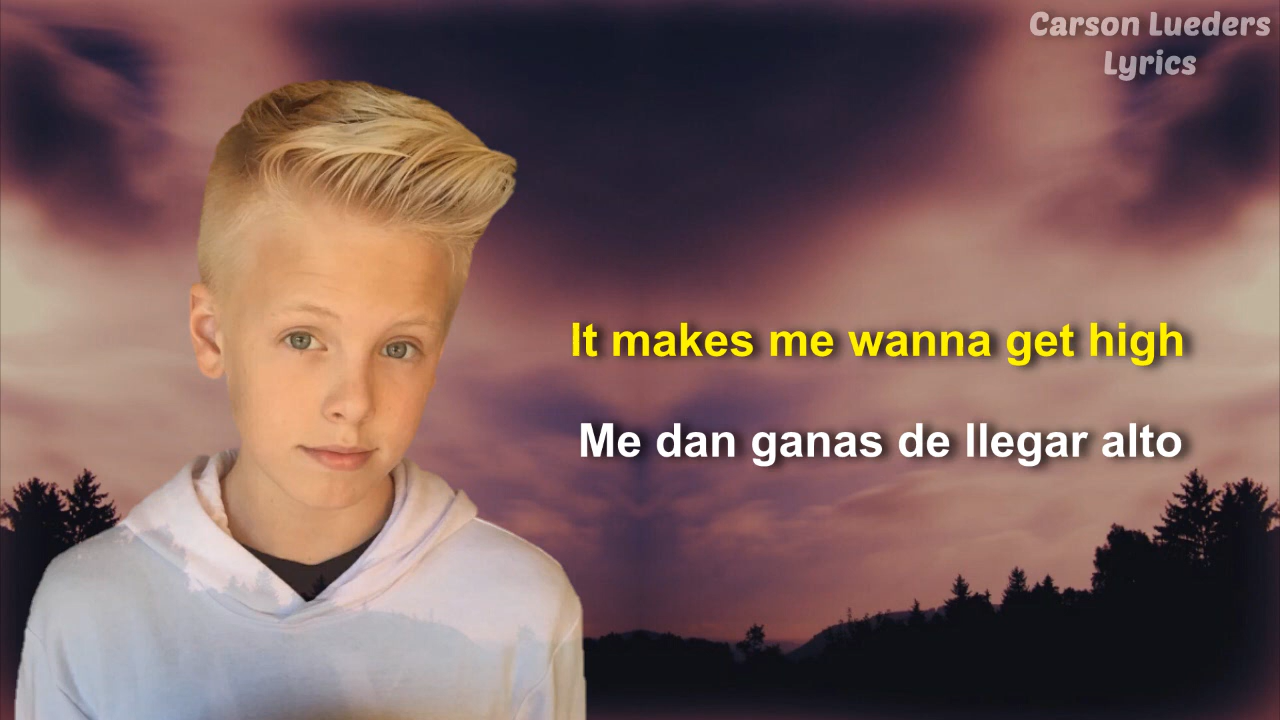 Carson Lueders
Lyrics
It makes me wanna get high
Me dan ganas de llegar alto